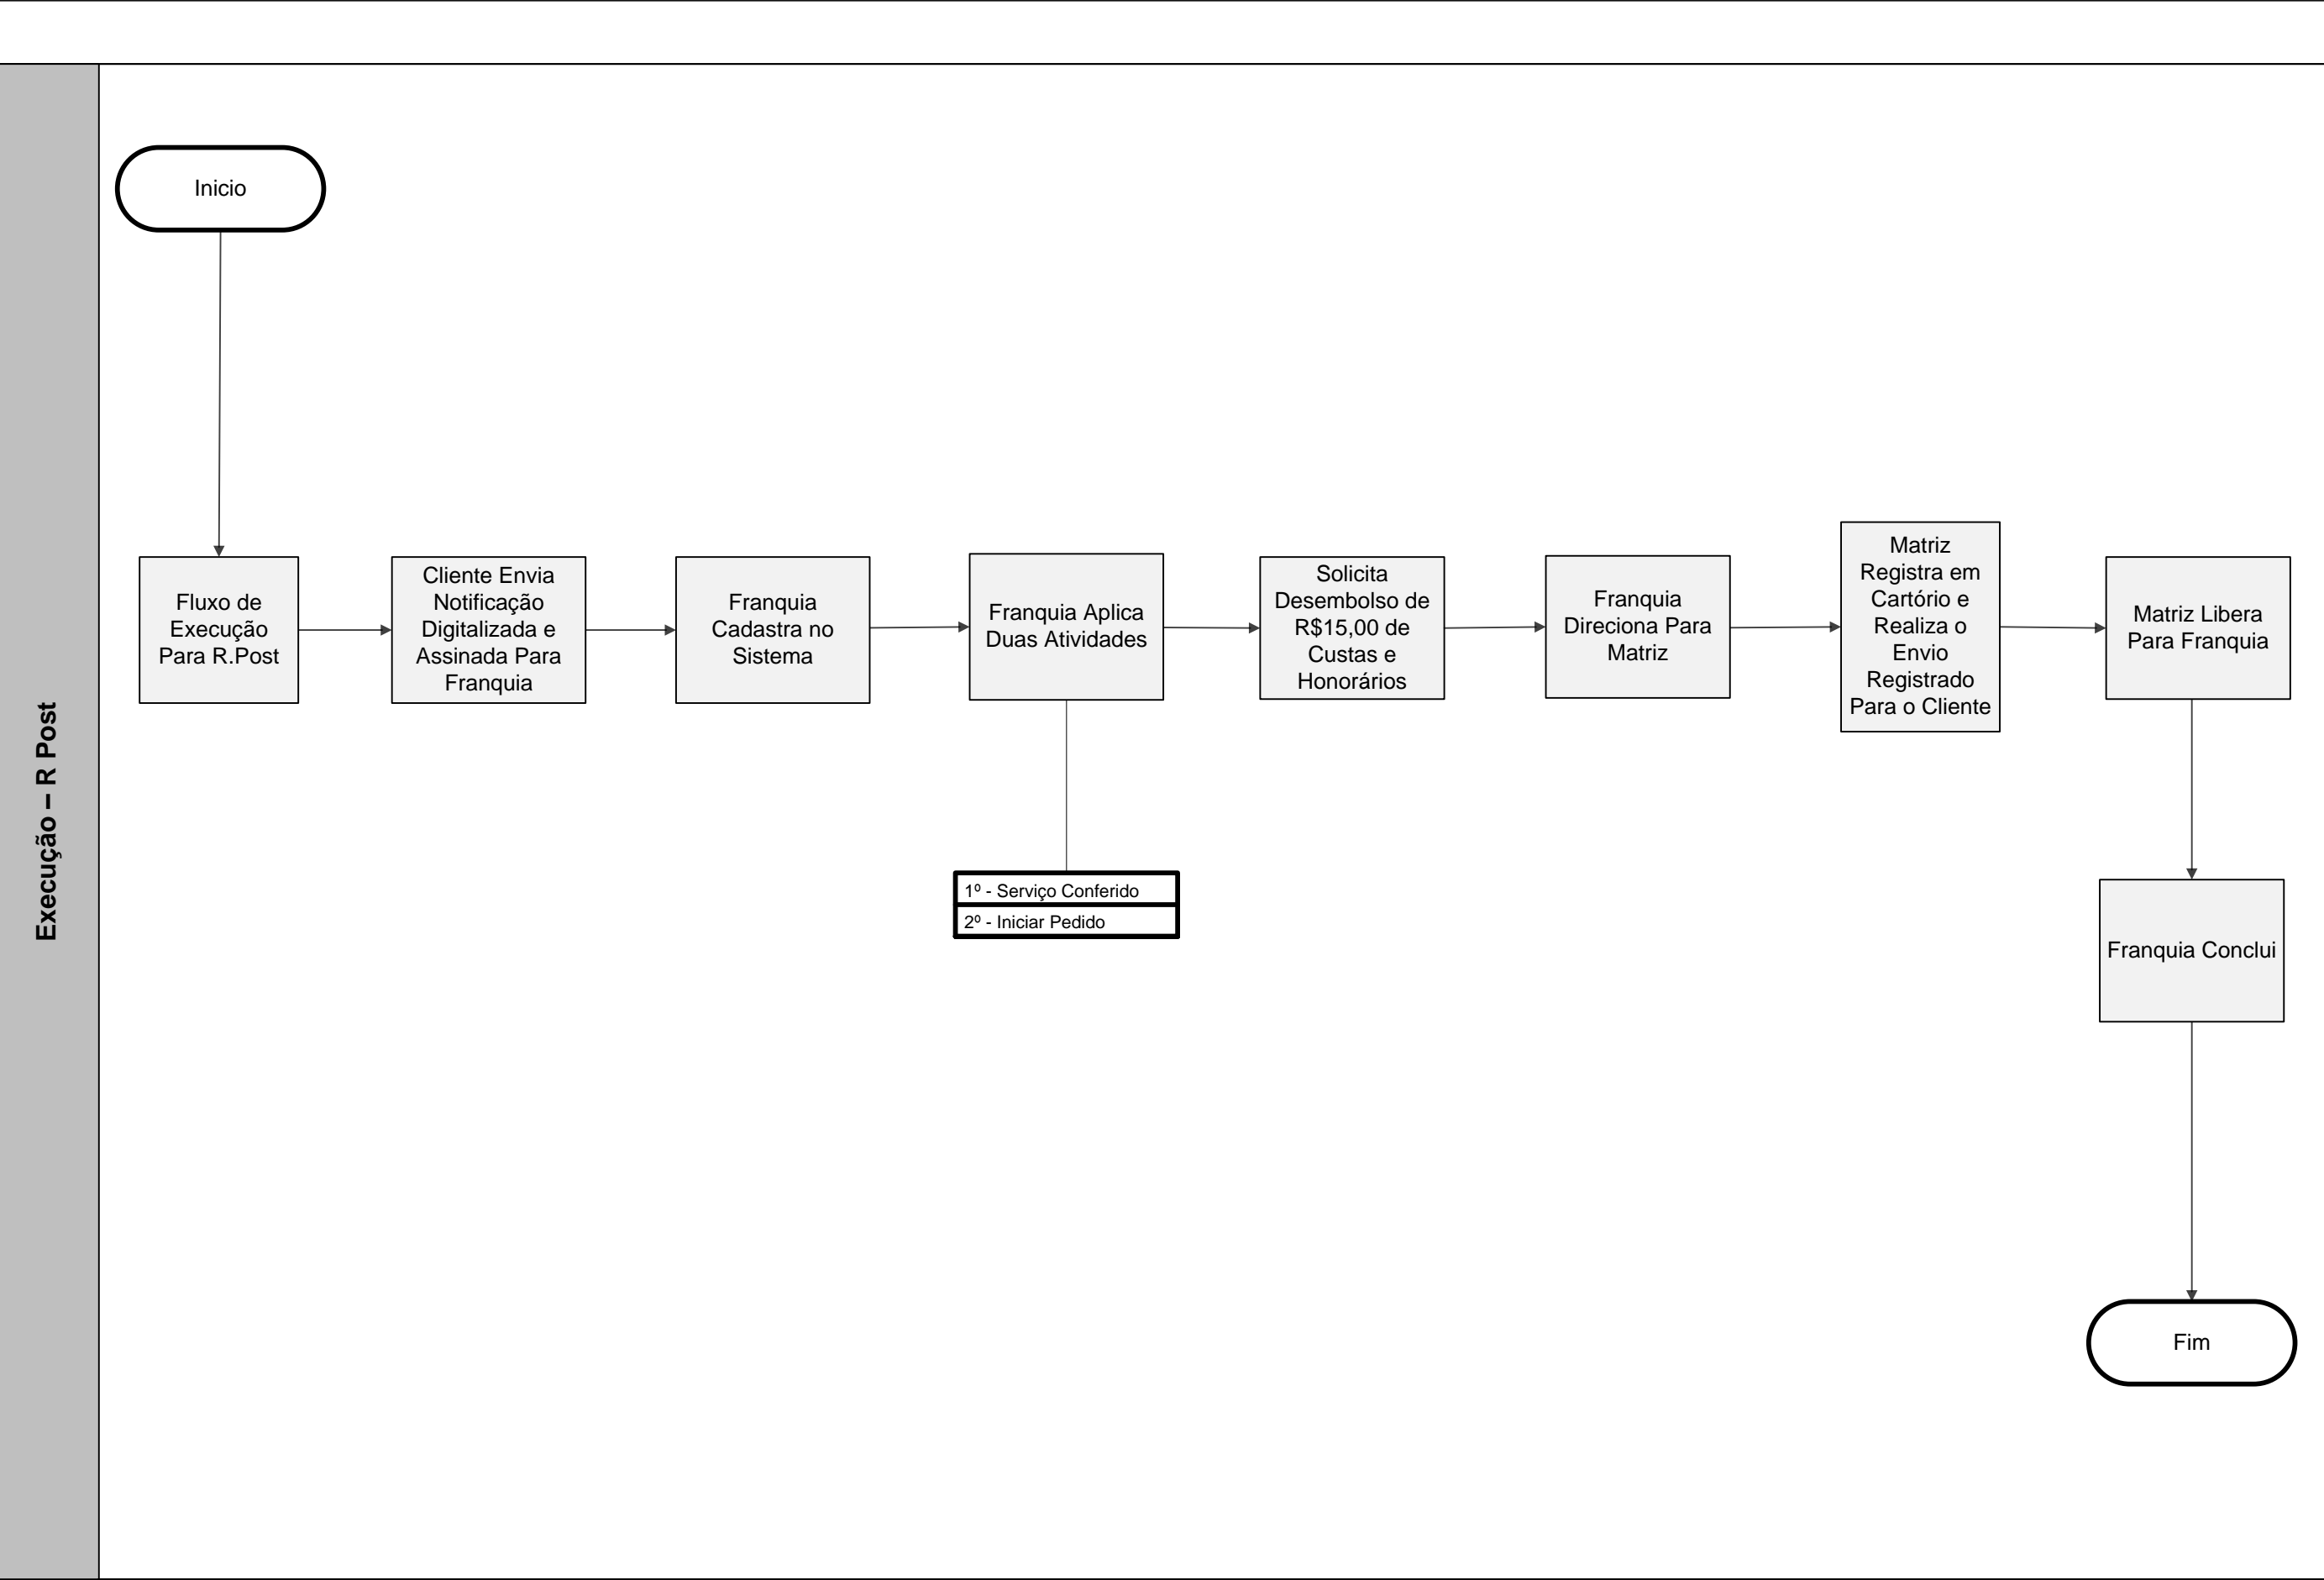 Execução – R Post
Inicio
Fluxo de
Execução
Para R.Post
Cliente Envia
Notificação
Digitalizada e
Assinada Para
Franquia
Franquia
Cadastra no
Sistema
Franquia Aplica
Duas Atividades
1º - Serviço Conferido
2º - Iniciar Pedido
Solicita
Desembolso de
R$15,00 de
Custas e
Honorários
Franquia
Direciona Para
Matriz
Matriz
Registra em
Cartório e
Realiza o
Envio
Registrado
Para o Cliente
Matriz Libera
Para Franquia
Franquia Conclui
Fim